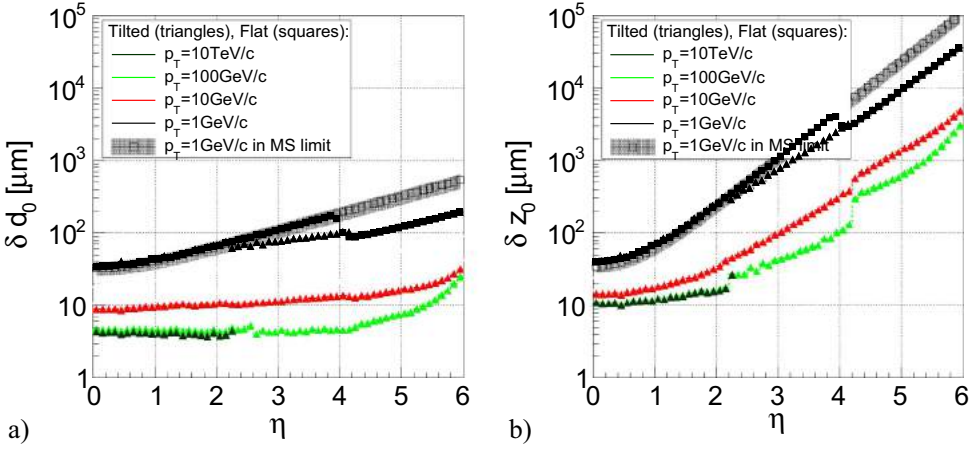 Tilted (triangles), Flat (squares):
p_T=10TeV/c
p_T=100GeV/c
p_T=10GeV/c
p_T=1GeV/c
p_T=1GeV/c in MS limit
δ d_0 [μm]
10^5
10^4
10^3
10^2
10
1
0 1 2 3 4 5 6
η
a)
Tilted (triangles), Flat (squares):
p_T=10TeV/c
p_T=100GeV/c
p_T=10GeV/c
p_T=1GeV/c
p_T=1GeV/c in MS limit
δ z_0 [μm]
10^5
10^4
10^3
10^2
10
1
0 1 2 3 4 5 6
η
b)